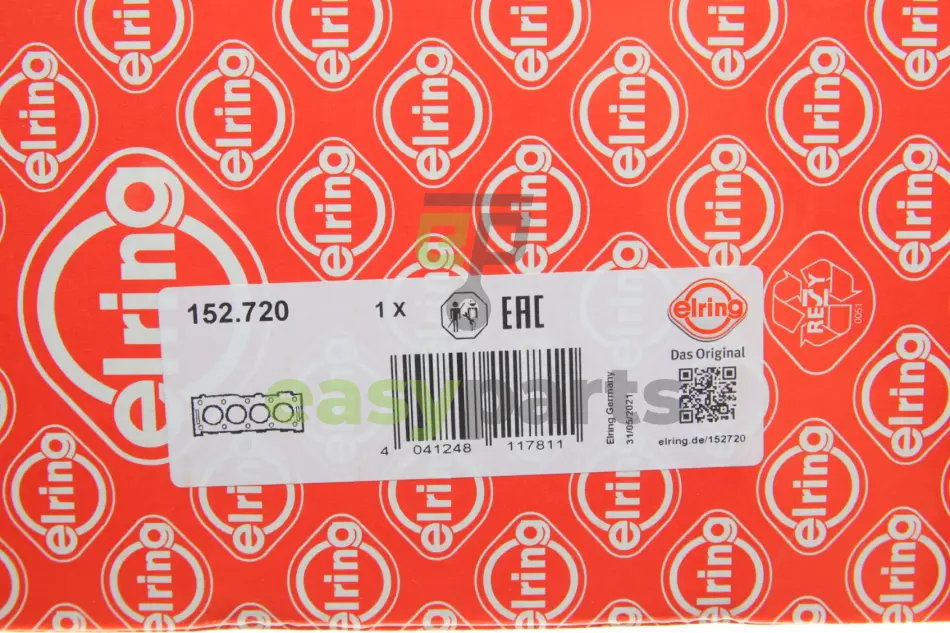 elring
152.720
1 x
EAC
elring
Das Original
easyparts
Elring Germany
31/05/2021
4 041248 117811
elring.de/152720
REZY
0051